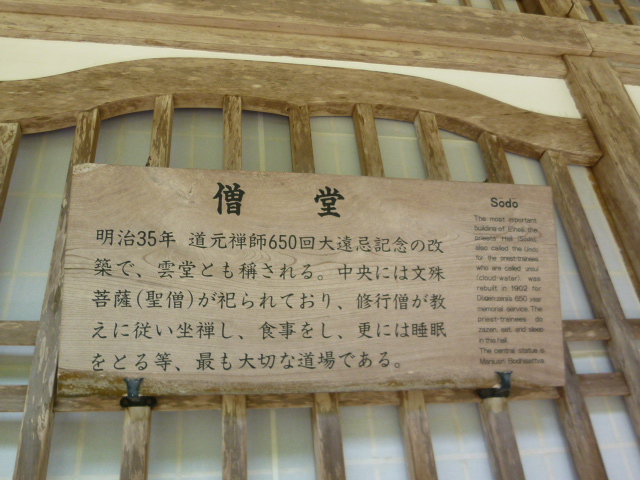 僧堂
明治35年 道元禅師650回大遠忌記念の改
築で、雲堂とも稱される。中央には文殊
菩薩(聖僧)が祀られており、修行僧が教
えに従い坐禅し、食事をし、更には睡眠
をとる等、最も大切な道場である。
Sodo
The most important
building of Eihei, the
priests' Hall (Sodo),
also called the Undo,
for the priest-trainees
who are called unsui
(cloud-water), was
rebuilt in 1902 for
Dogenzenji's 650 year
memorial service. The
priest-trainees do
zazen, eat, and sleep
in this hall.
The central statue is
Manjusri Bodhisattva.